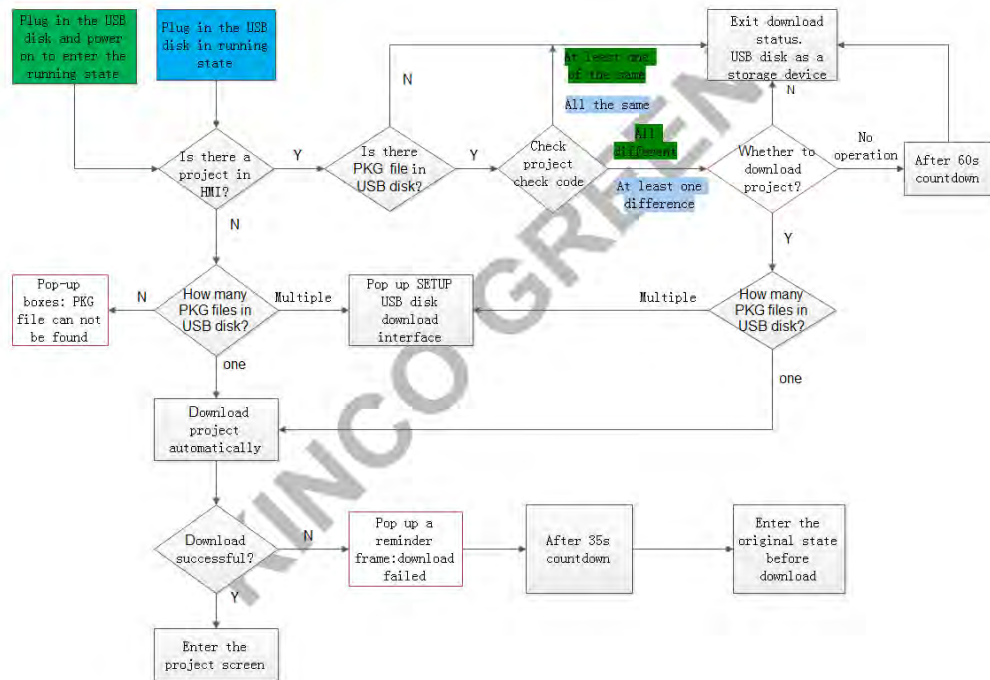 Plug in the USB
disk and power
on to enter the
running state
Plug in the USB
disk in running
state
N
At least one
of the same
All the same
Exit download
status.
USB disk as a
storage device
Is there a
project in
HMI?
Y
Is there
PKG file in
USB disk?
Y
Check
project
check code
All
different
At least one
difference
N
Whether to
download
project?
No
operation
After 60s
countdown
N
Y
Pop-up
boxes: PKG
file can not
be found
N
How many
PKG files in
USB disk?
Multiple
Pop up SETUP
USB disk
download
interface
Multiple
How many
PKG files in
USB disk?
one
one
Download
project
automatically
Download
successful?
N
Pop up a
reminder
frame:download
failed
After 35s
countdown
Enter the
original state
before
download
Y
Enter the
project screen
KINCO GREEN